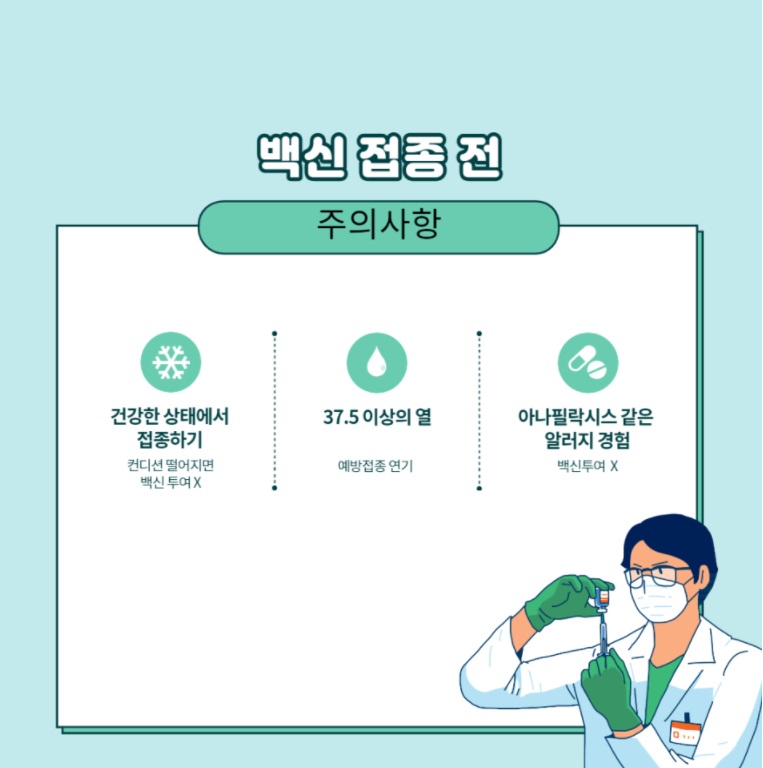 백신 접종 전
주의사항
건강한 상태에서
접종하기
컨디션 떨어지면
백신 투여 X
37.5 이상의 열
예방접종 연기
아나필락시스 같은
알러지 경험
백신투여 X